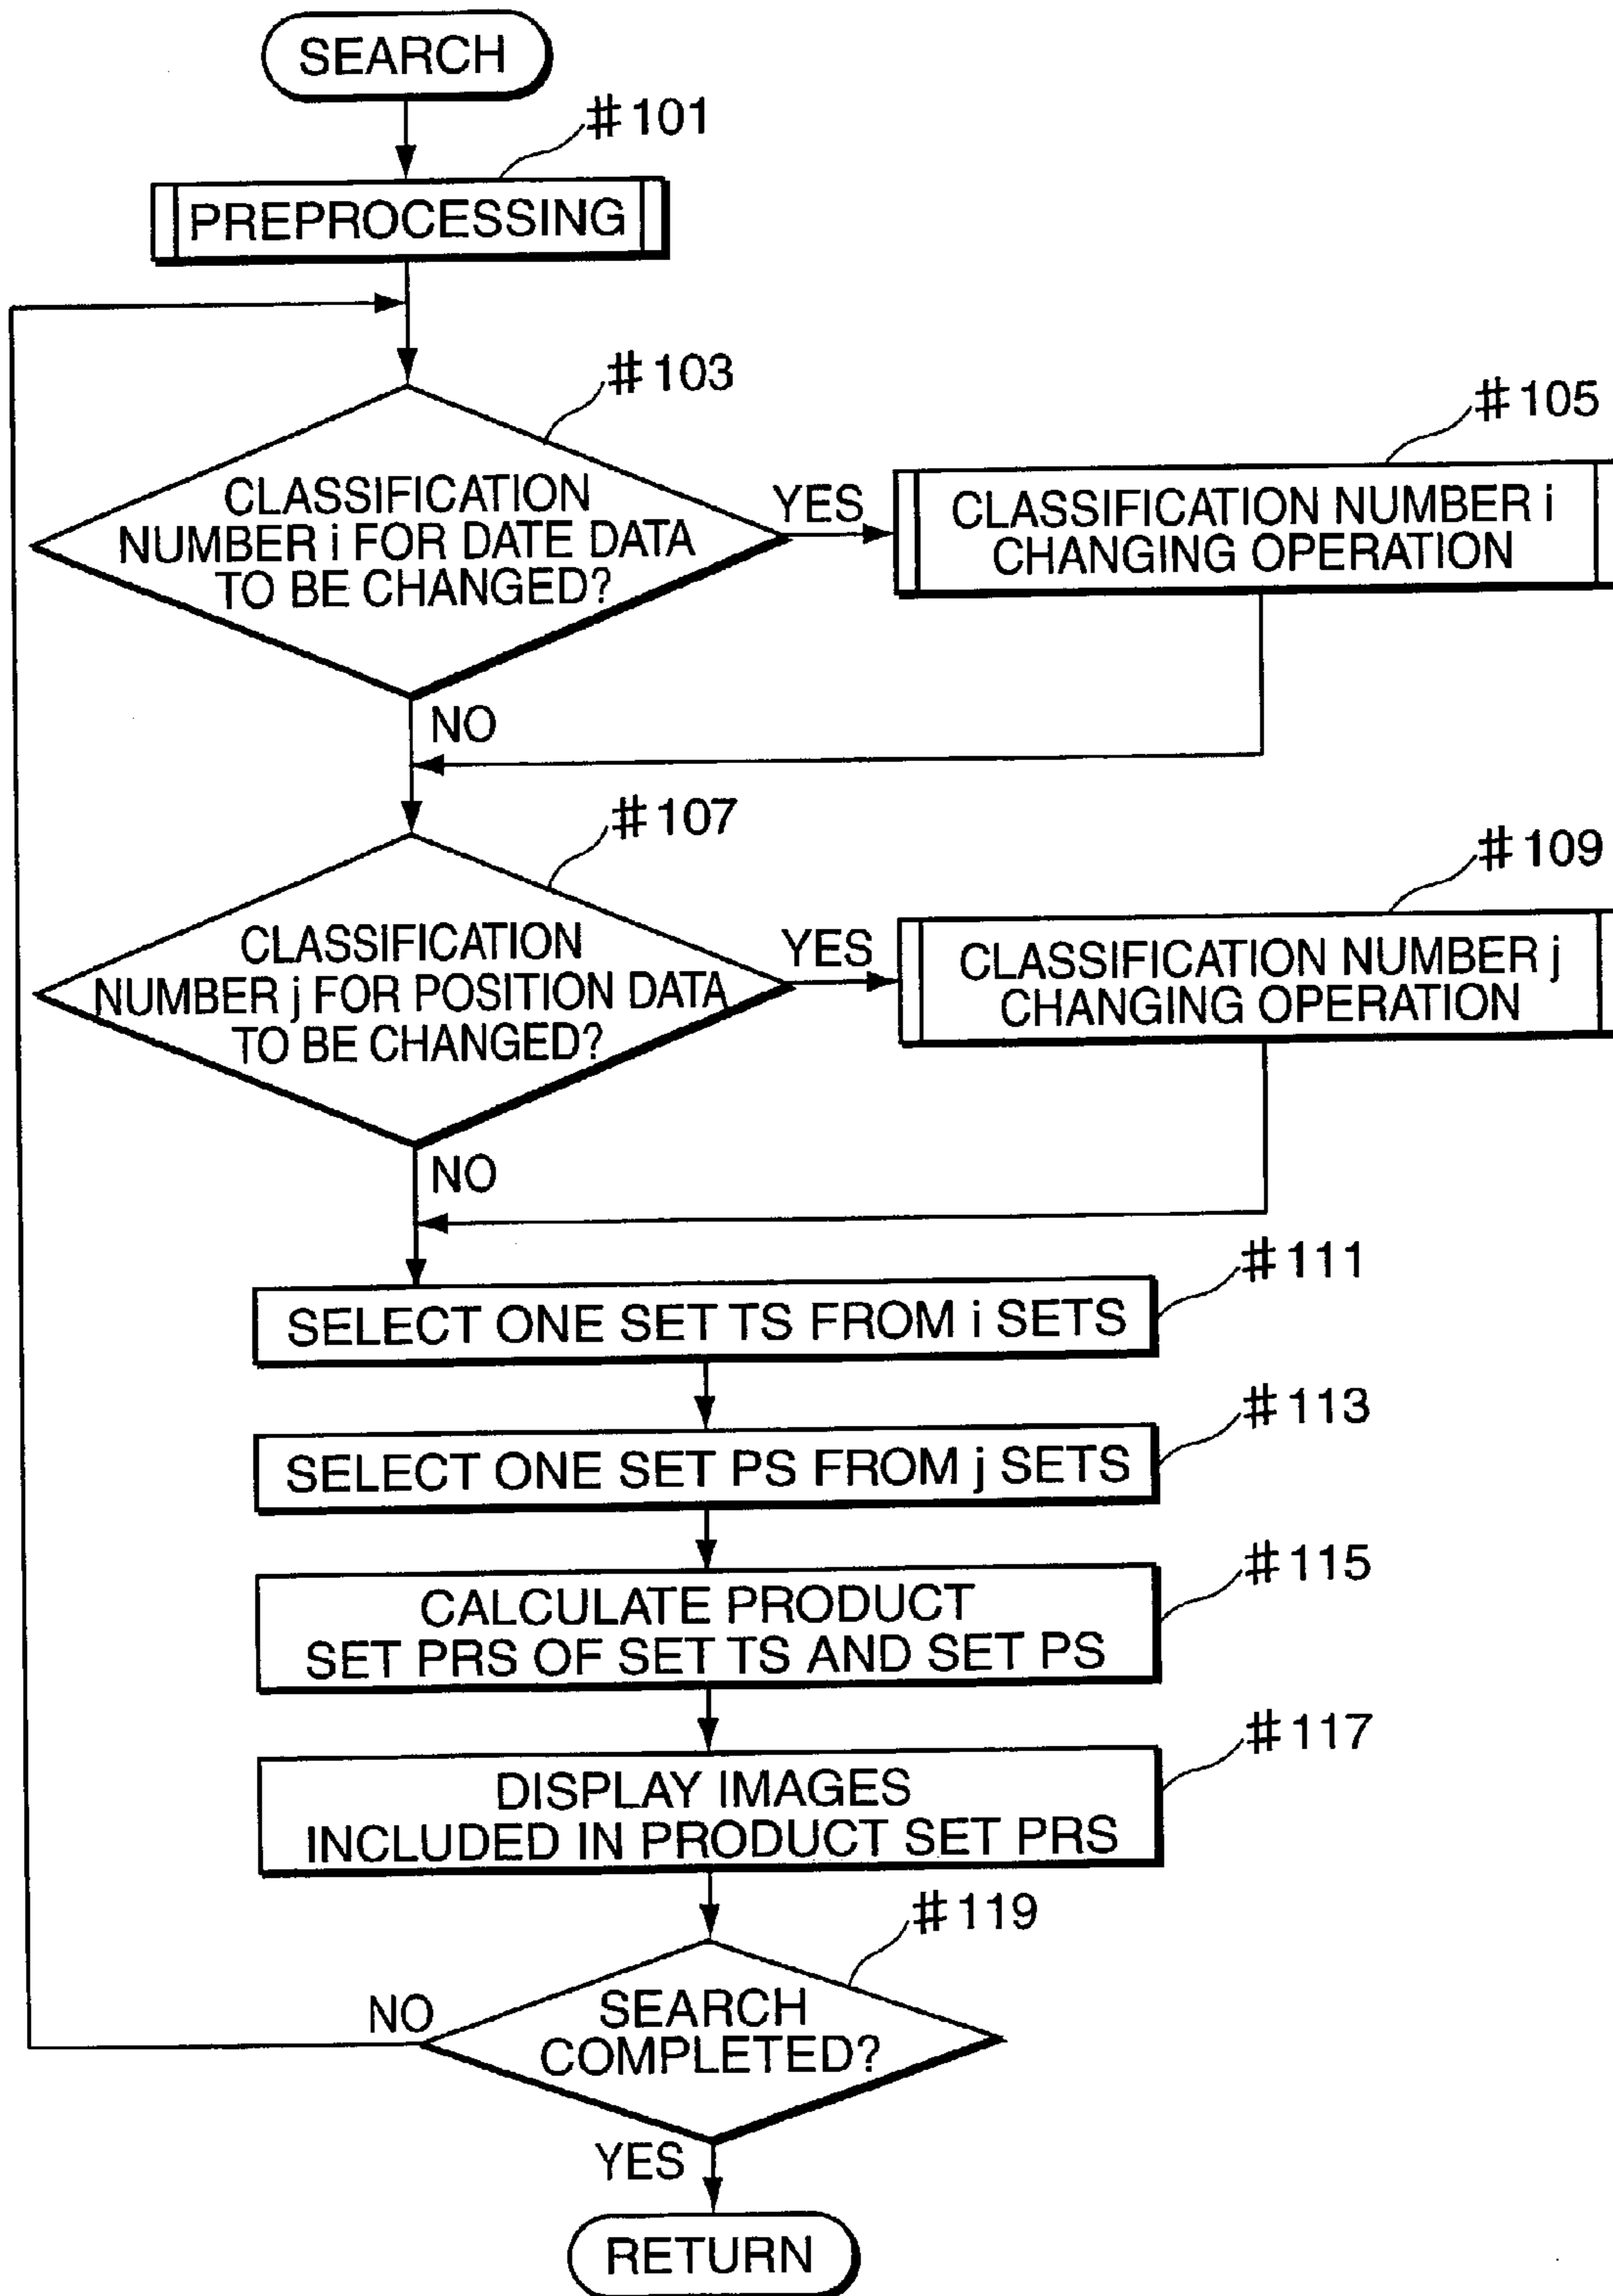 SEARCH
#101
PREPROCESSING
#103
CLASSIFICATION
NUMBER i FOR DATE DATA
TO BE CHANGED?
YES
#105
CLASSIFICATION NUMBER i
CHANGING OPERATION
NO
#107
CLASSIFICATION
NUMBER j FOR POSITION DATA
TO BE CHANGED?
YES
#109
CLASSIFICATION NUMBER j
CHANGING OPERATION
NO
#111
SELECT ONE SET TS FROM i SETS
#113
SELECT ONE SET PS FROM j SETS
#115
CALCULATE PRODUCT
SET PRS OF SET TS AND SET PS
#117
DISPLAY IMAGES
INCLUDED IN PRODUCT SET PRS
#119
SEARCH
COMPLETED?
NO
YES
RETURN